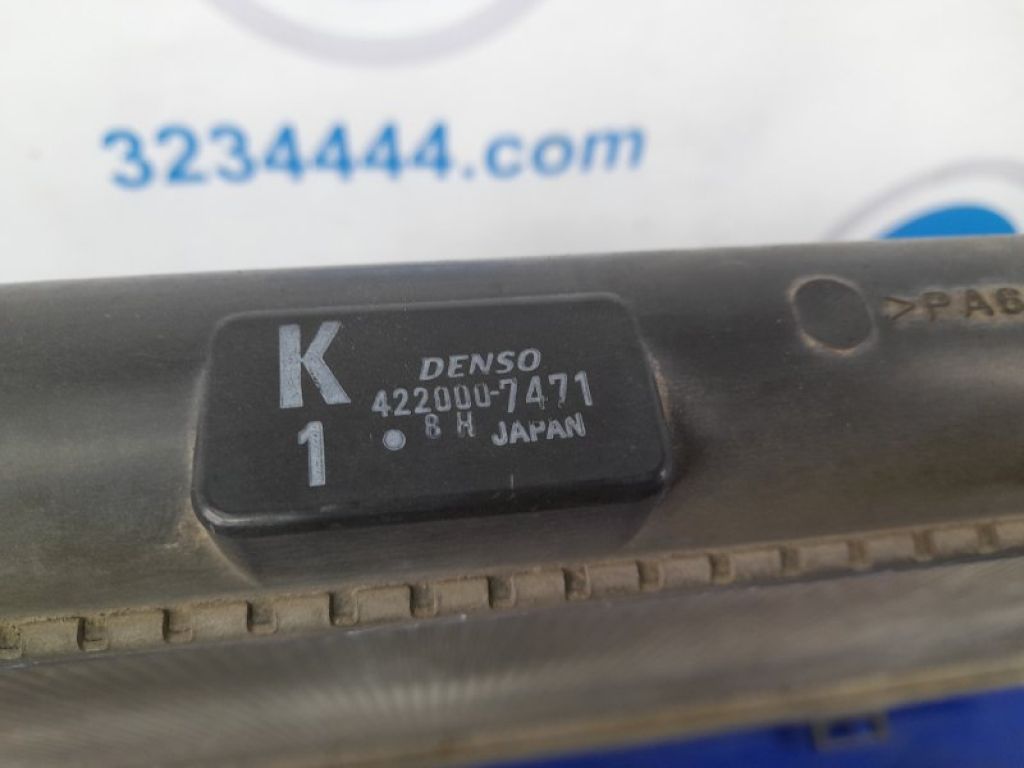 3234444.com
>PA6
K
DENSO
422000-7471
1
8 H JAPAN